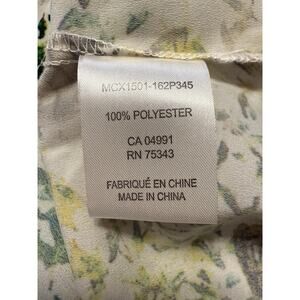 MCX1501-162P345
100% POLYESTER
CA 04991
RN 75343
FABRIQUÉ EN CHINE
MADE IN CHINA